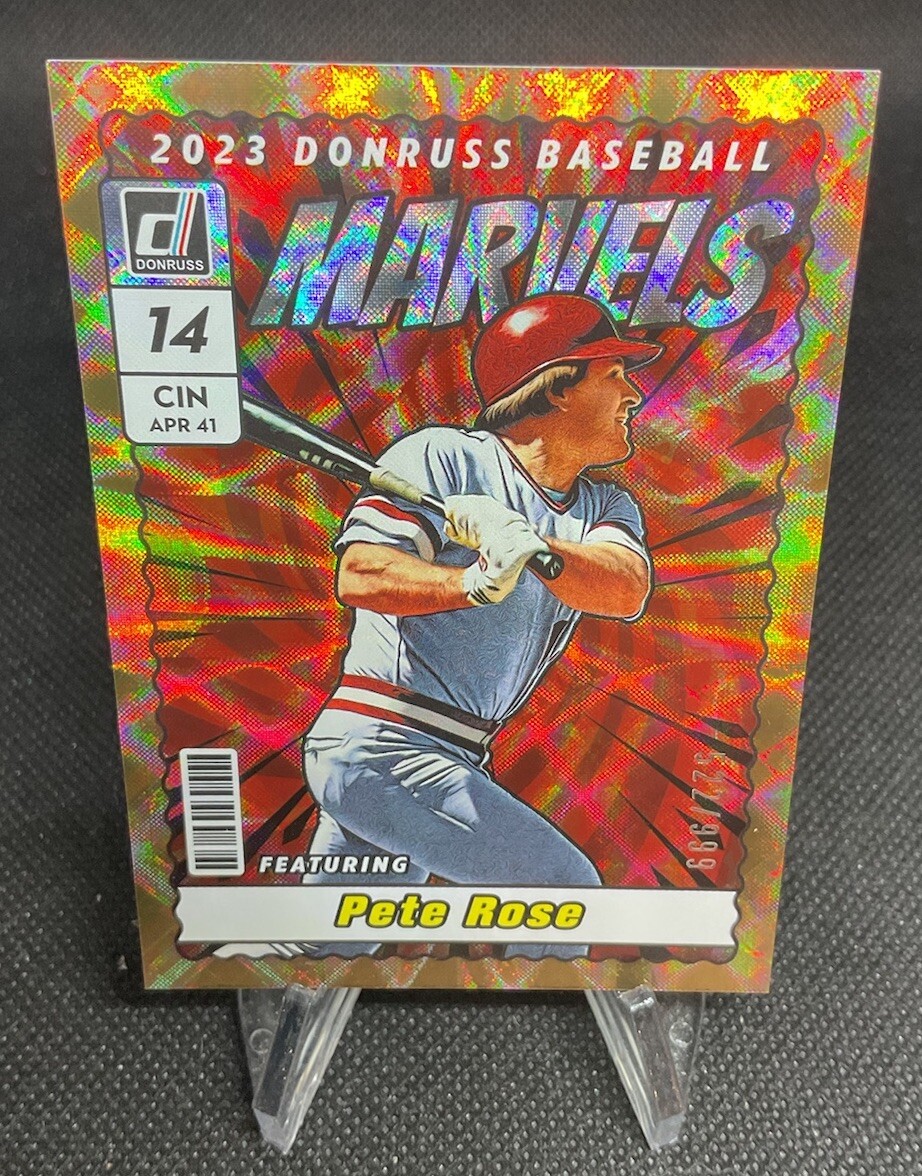 2023 DONRUSS BASEBALL
MARVELS
d
DONRUSS
14
CIN
APR 41
FEATURING
Pete Rose